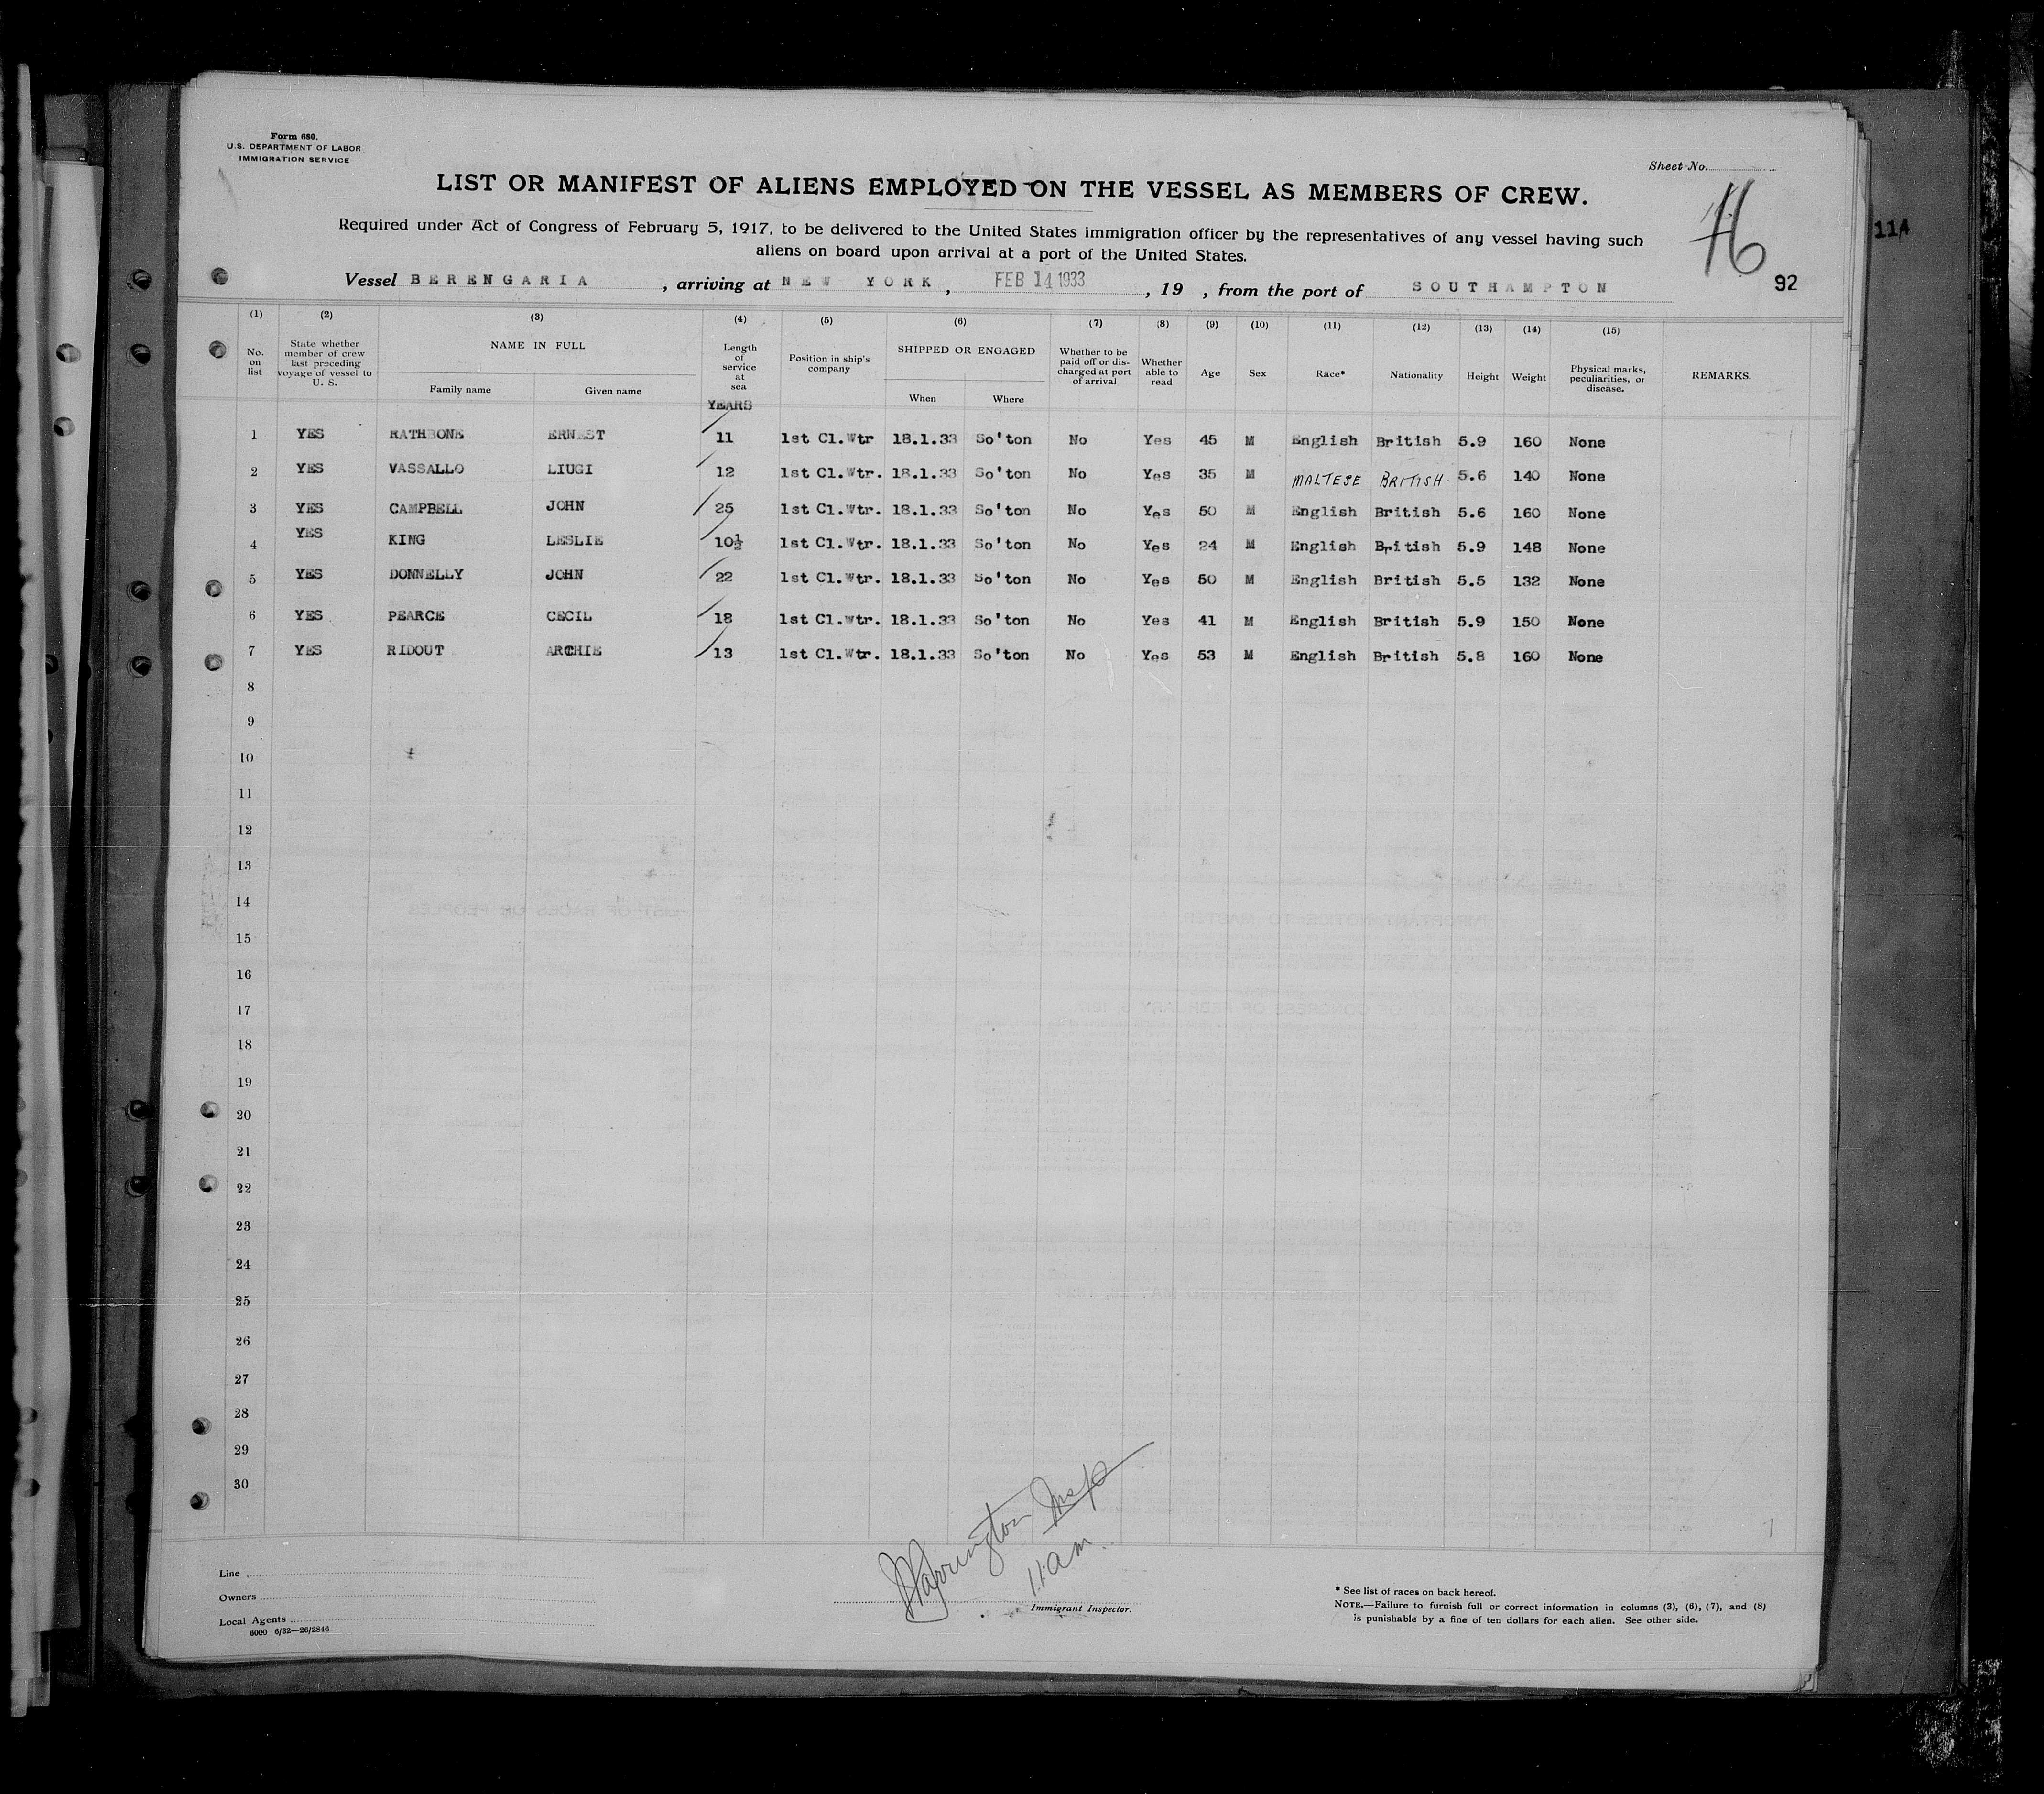 Form 680.
U.S. DEPARTMENT OF LABOR
IMMIGRATION SERVICE
Sheet No.
LIST OR MANIFEST OF ALIENS EMPLOYED ON THE VESSEL AS MEMBERS OF CREW.
Required under Act of Congress of February 5, 1917, to be delivered to the United States immigration officer by the representatives of any vessel having such
aliens on board upon arrival at a port of the United States.
114
Vessel BERENGARIA, arriving at NEW YORK, FEB 14 1933, 19 , from the port of SOUTHAMPTON
92
(1) (2) (3) (4) (5) (6) (7) (8) (9) (10) (11) (12) (13) (14) (15)
No. on list State whether member of crew last preceding voyage of vessel to U. S. NAME IN FULL Family name Given name Length of service at sea YEARS Position in ship's company SHIPPED OR ENGAGED When Where Whether to be paid off or discharged at port of arrival Whether able to read Age Sex Race* Nationality Height Weight Physical marks, peculiarities, or disease. REMARKS.
1 YES RATHBONE ERNEST 11 1st Cl.Wtr 18.1.33 So'ton No Yes 45 M English British 5.9 160 None
2 YES VASSALLO LIUGI 12 1st Cl.Wtr. 18.1.33 So'ton No Yes 35 M MALTESE BRITISH 5.6 140 None
3 YES CAMPBELL JOHN 25 1st Cl.Wtr. 18.1.33 So'ton No Yes 50 M English British 5.6 160 None
4 YES KING LESLIE 10½ 1st Cl.Wtr. 18.1.33 So'ton No Yes 24 M English British 5.9 148 None
5 YES DONNELLY JOHN 22 1st Cl.Wtr. 18.1.33 So'ton No Yes 50 M English British 5.5 132 None
6 YES PEARCE CECIL 18 1st Cl.Wtr. 18.1.33 So'ton No Yes 41 M English British 5.9 150 None
7 YES RIDOUT ARCHIE 13 1st Cl.Wtr. 18.1.33 So'ton No Yes 53 M English British 5.8 160 None
8
9
10
11
12
13
14
15
16
17
18
19
20
21
22
23
24
25
26
27
28
29
30
Insp
11 am
Immigrant Inspector.
Line
Owners
Local Agents
6000 6/32—26/2846
* See list of races on back hereof.
NOTE.—Failure to furnish full or correct information in columns (3), (6), (7), and (8)
is punishable by a fine of ten dollars for each alien. See other side.